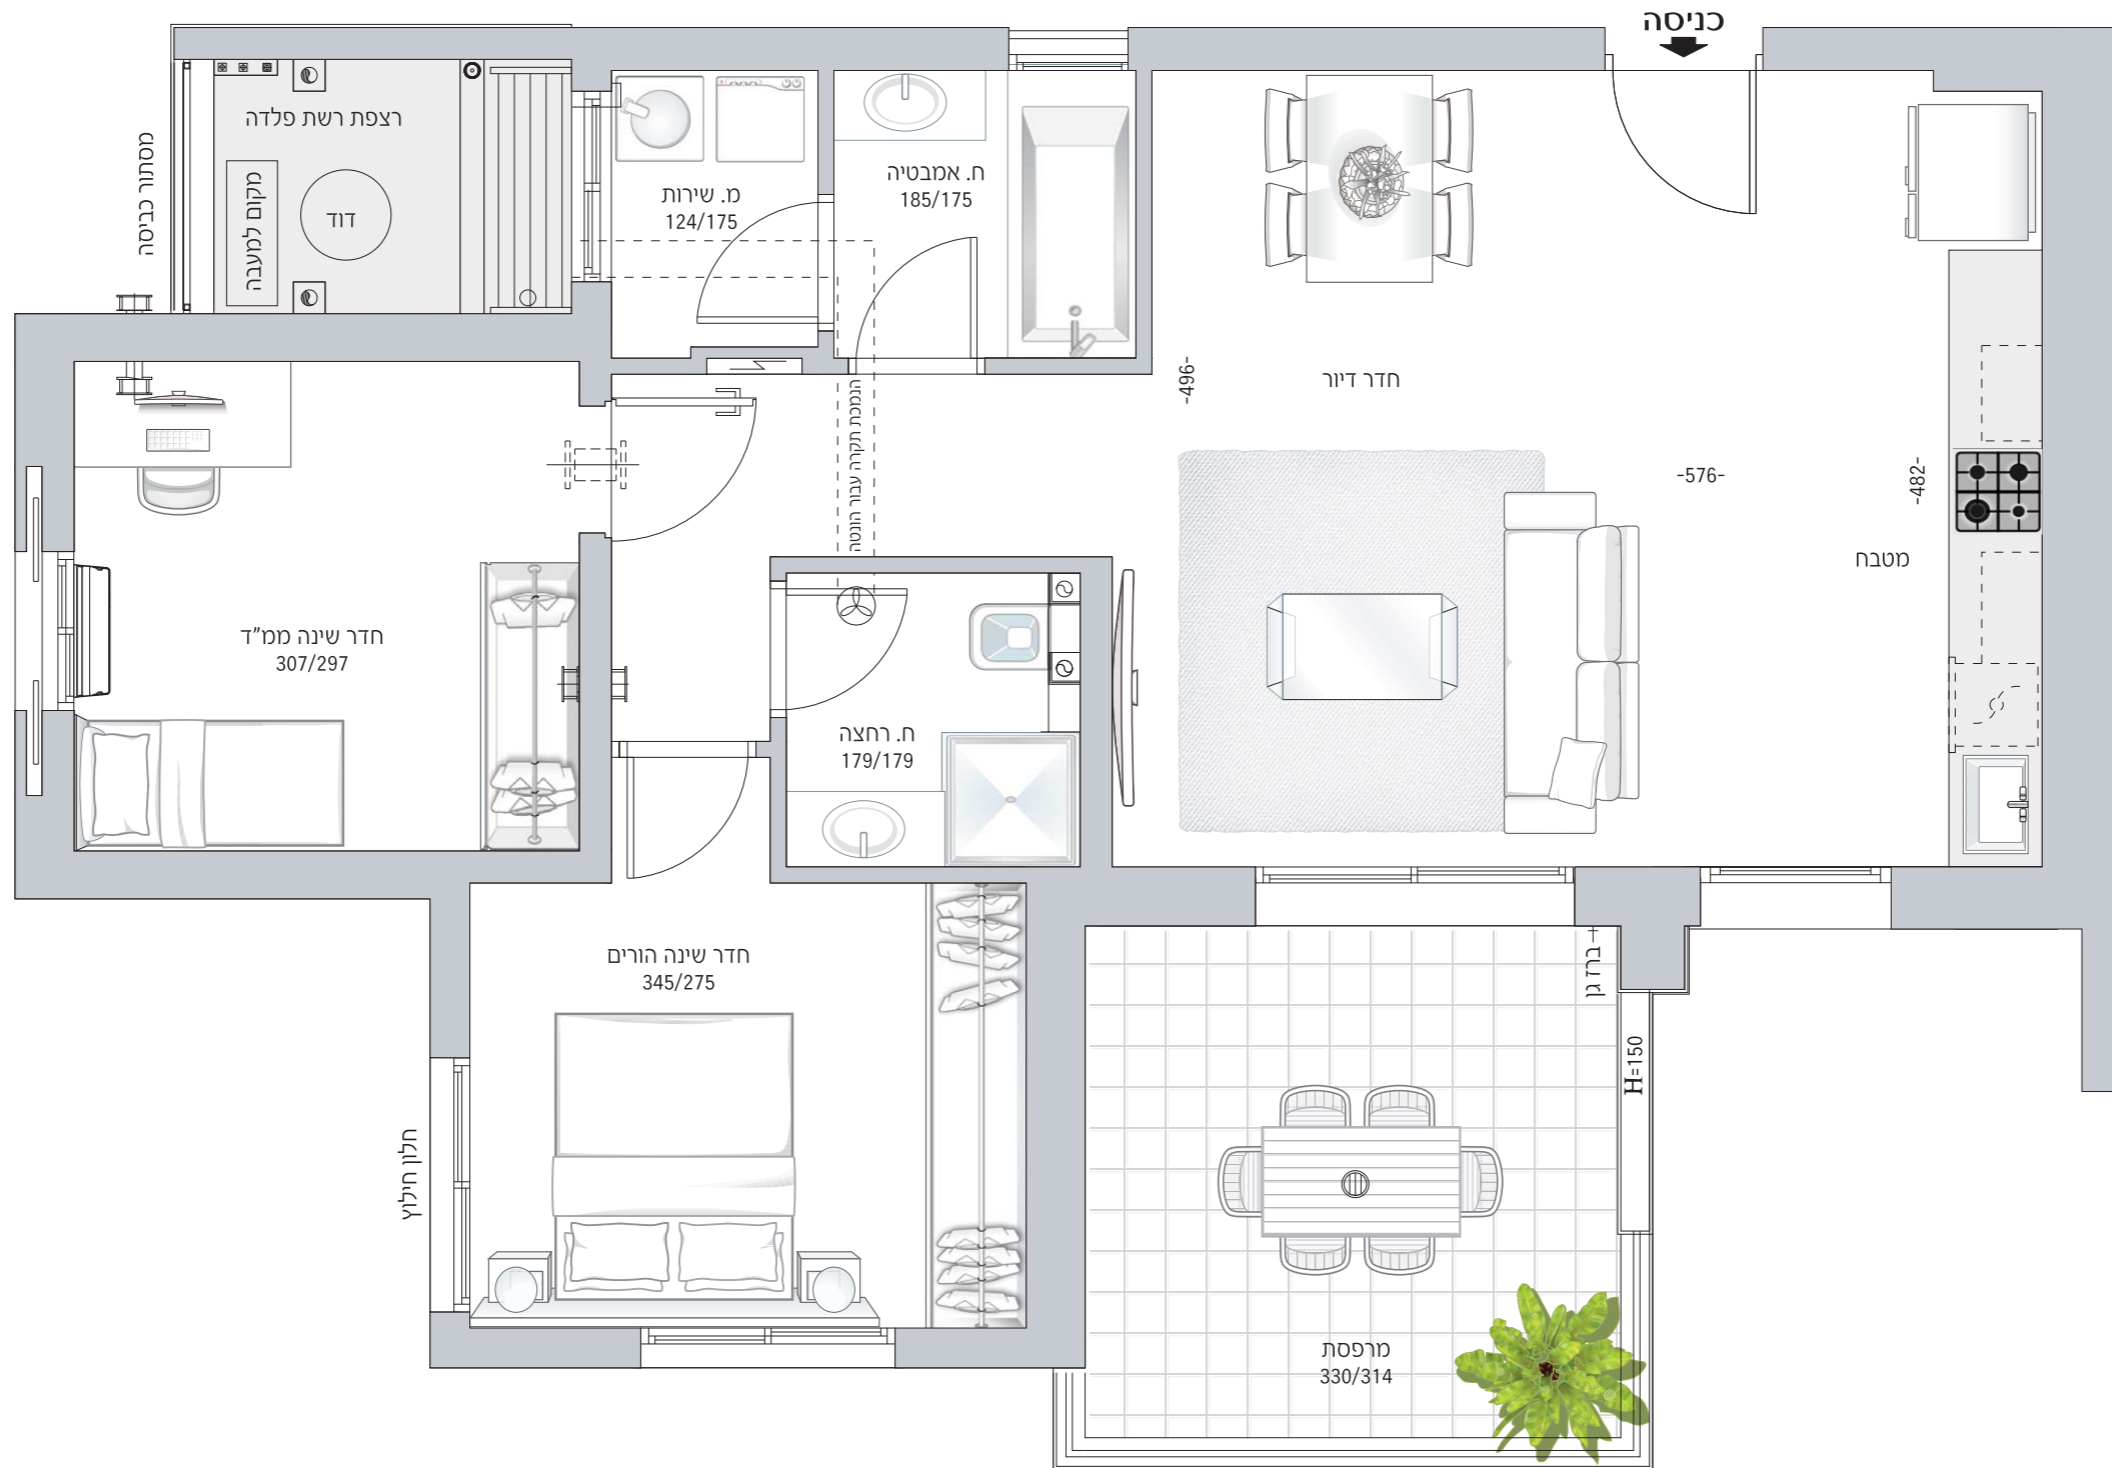 כניסה
רצפת רשת פלדה
מסתור כביסה
מקום למעבה
דוד
מ. שירות
124/175
ח. אמבטיה
185/175
חדר דיור
-496-
-576-
-482-
מטבח
הנמכת תקרה עבור הונטה
חדר שינה ממ"ד
307/297
ח. רחצה
179/179
חדר שינה הורים
345/275
חלון חילוץ
ברז גן
H=150
מרפסת
330/314